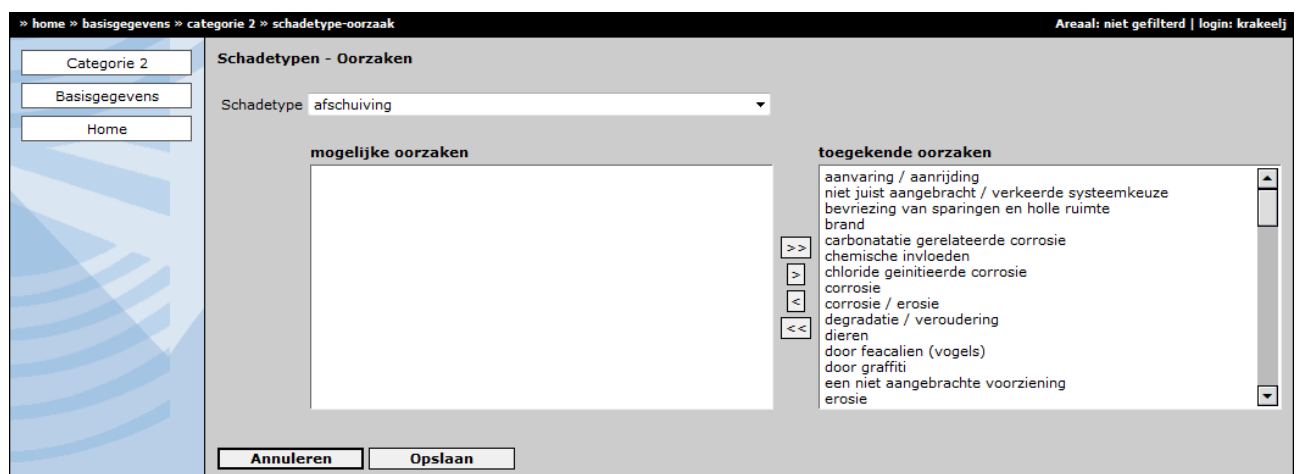 » home » basisgegevens » categorie 2 » schadetype-oorzaak
Areaal: niet gefilterd | login: krakeelj
Categorie 2
Basisgegevens
Home
Schadetypen - Oorzaken
Schadetype afschuiving
mogelijke oorzaken
>>
>
<
<<
toegekende oorzaken
aanvaring / aanrijding
niet juist aangebracht / verkeerde systeemkeuze
bevriezing van sparingen en holle ruimte
brand
carbonatatie gerelateerde corrosie
chemische invloeden
chloride geinitieerde corrosie
corrosie
corrosie / erosie
degradatie / veroudering
dieren
door feacalien (vogels)
door graffiti
een niet aangebrachte voorziening
erosie
Annuleren
Opslaan